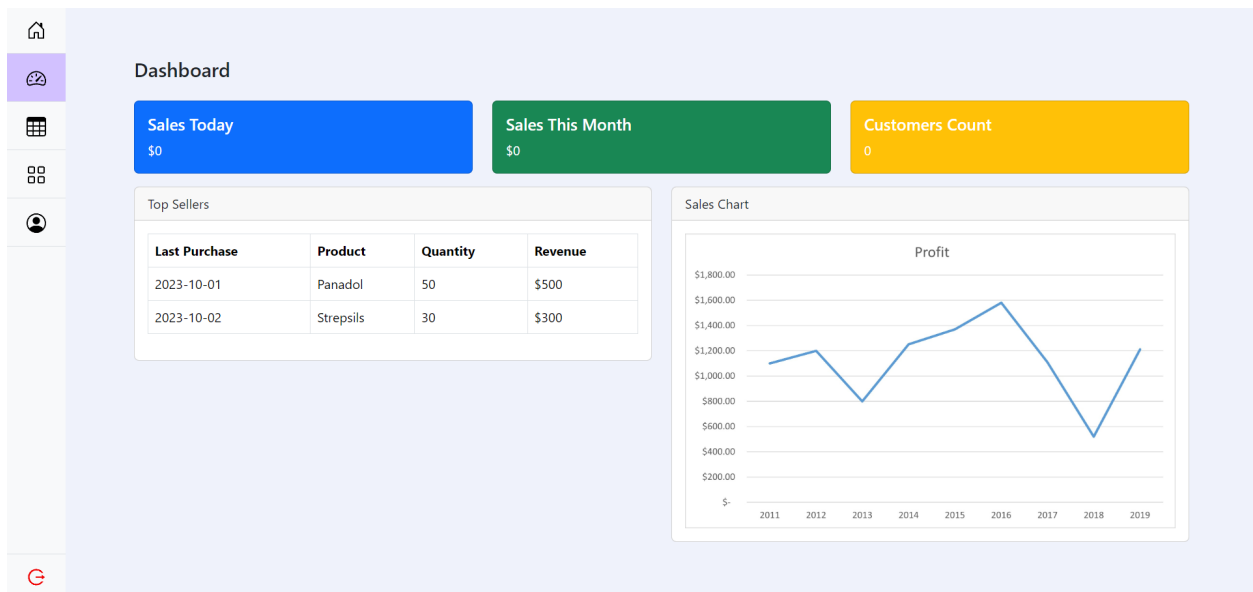 Dashboard
Sales Today
$0
Sales This Month
$0
Customers Count
0
Top Sellers
Last Purchase Product Quantity Revenue
2023-10-01 Panadol 50 $500
2023-10-02 Strepsils 30 $300
Sales Chart
Profit
$1,800.00
$1,600.00
$1,400.00
$1,200.00
$1,000.00
$800.00
$600.00
$400.00
$200.00
$-
2011 2012 2013 2014 2015 2016 2017 2018 2019